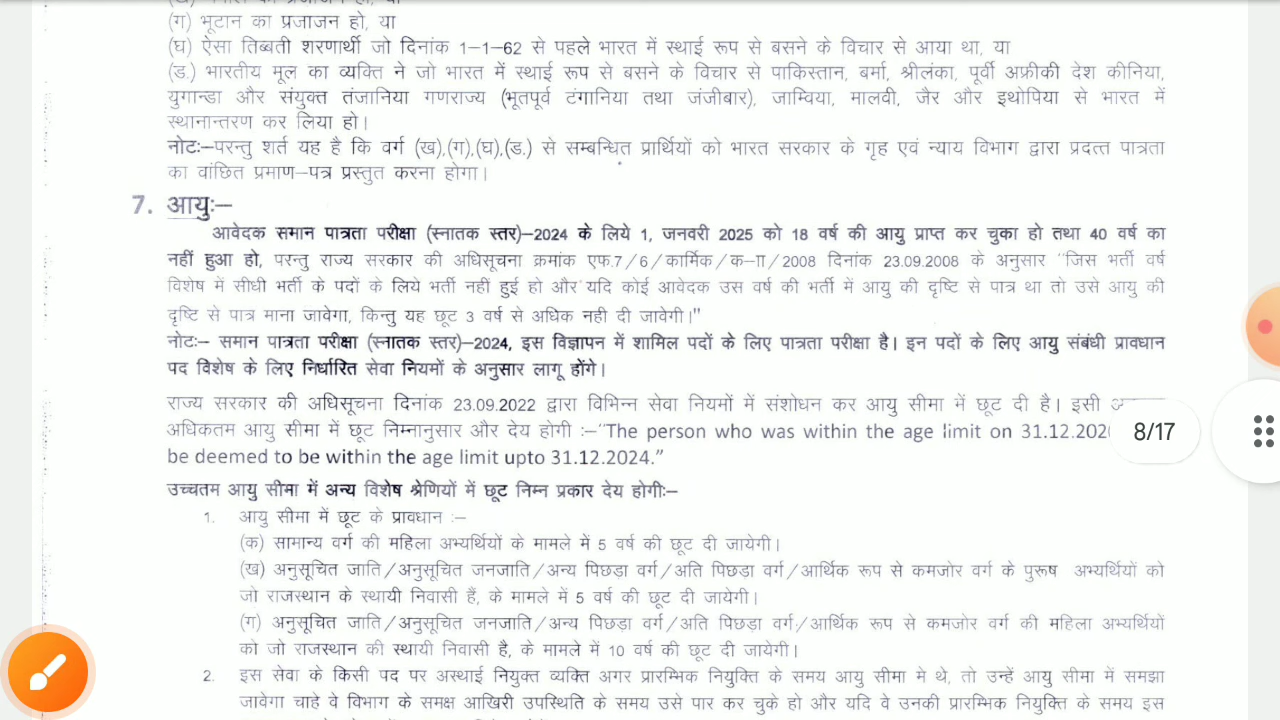 (ग) भूटान का प्रजाजन हो, या
(घ) ऐसा तिब्बती शरणार्थी जो दिनांक 1–1–62 से पहले भारत में स्थाई रूप से बसने के विचार से आया था, या
(ड.) भारतीय मूल का व्यक्ति ने जो भारत में स्थाई रूप से बसने के विचार से पाकिस्तान, बर्मा, श्रीलंका, पूर्वी अफ्रीकी देश कीनिया,
युगान्डा और संयुक्त तंजानिया गणराज्य (भूतपूर्व टंगानिया तथा जंजीबार), जाम्विया, मालवी, जैर और इथोपिया से भारत में
स्थानान्तरण कर लिया हो।
नोटः–परन्तु शर्त यह है कि वर्ग (ख),(ग),(घ),(ड.) से सम्बन्धित प्रार्थियों को भारत सरकार के गृह एवं न्याय विभाग द्वारा प्रदत्त पात्रता
का वांछित प्रमाण–पत्र प्रस्तुत करना होगा।
7. आयुः–
आवेदक समान पात्रता परीक्षा (स्नातक स्तर)–2024 के लिये 1, जनवरी 2025 को 18 वर्ष की आयु प्राप्त कर चुका हो तथा 40 वर्ष का
नहीं हुआ हो, परन्तु राज्य सरकार की अधिसूचना क्रमांक एफ.7/6/कार्मिक/क–II/2008 दिनांक 23.09.2008 के अनुसार "जिस भर्ती वर्ष
विशेष में सीधी भर्ती के पदों के लिये भर्ती नहीं हुई हो और यदि कोई आवेदक उस वर्ष की भर्ती में आयु की दृष्टि से पात्र था तो उसे आयु की
दृष्टि से पात्र माना जावेगा, किन्तु यह छूट 3 वर्ष से अधिक नही दी जावेगी।"
नोटः– समान पात्रता परीक्षा (स्नातक स्तर)–2024, इस विज्ञापन में शामिल पदों के लिए पात्रता परीक्षा है। इन पदों के लिए आयु संबंधी प्रावधान
पद विशेष के लिए निर्धारित सेवा नियमों के अनुसार लागू होंगे।
राज्य सरकार की अधिसूचना दिनांक 23.09.2022 द्वारा विभिन्न सेवा नियमों में संशोधन कर आयु सीमा में छूट दी है। इसी
अधिकतम आयु सीमा में छूट निम्नानुसार और देय होगी :–"The person who was within the age limit on 31.12.202
be deemed to be within the age limit upto 31.12.2024."
8/17
उच्चतम आयु सीमा में अन्य विशेष श्रेणियों में छूट निम्न प्रकार देय होगीः–
1. आयु सीमा में छूट के प्रावधान :–
(क) सामान्य वर्ग की महिला अभ्यर्थियों के मामले में 5 वर्ष की छूट दी जायेगी।
(ख) अनुसूचित जाति/अनुसूचित जनजाति/अन्य पिछड़ा वर्ग/अति पिछड़ा वर्ग/आर्थिक रूप से कमजोर वर्ग के पुरूष अभ्यर्थियों को
जो राजस्थान के स्थायी निवासी हैं, के मामले में 5 वर्ष की छूट दी जायेगी।
(ग) अनुसूचित जाति/अनुसूचित जनजाति/अन्य पिछड़ा वर्ग/अति पिछड़ा वर्ग/आर्थिक रूप से कमजोर वर्ग की महिला अभ्यर्थियों
को जो राजस्थान की स्थायी निवासी है, के मामले में 10 वर्ष की छूट दी जायेगी।
2. इस सेवा के किसी पद पर अस्थाई नियुक्त व्यक्ति अगर प्रारम्भिक नियुक्ति के समय आयु सीमा मे थे, तो उन्हें आयु सीमा में समझा
जावेगा चाहे वे विभाग के समक्ष आखिरी उपस्थिति के समय उसे पार कर चुके हो और यदि वे उनकी प्रारम्भिक नियुक्ति के समय इस